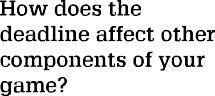 How does the
deadline affect other
components of your
game?